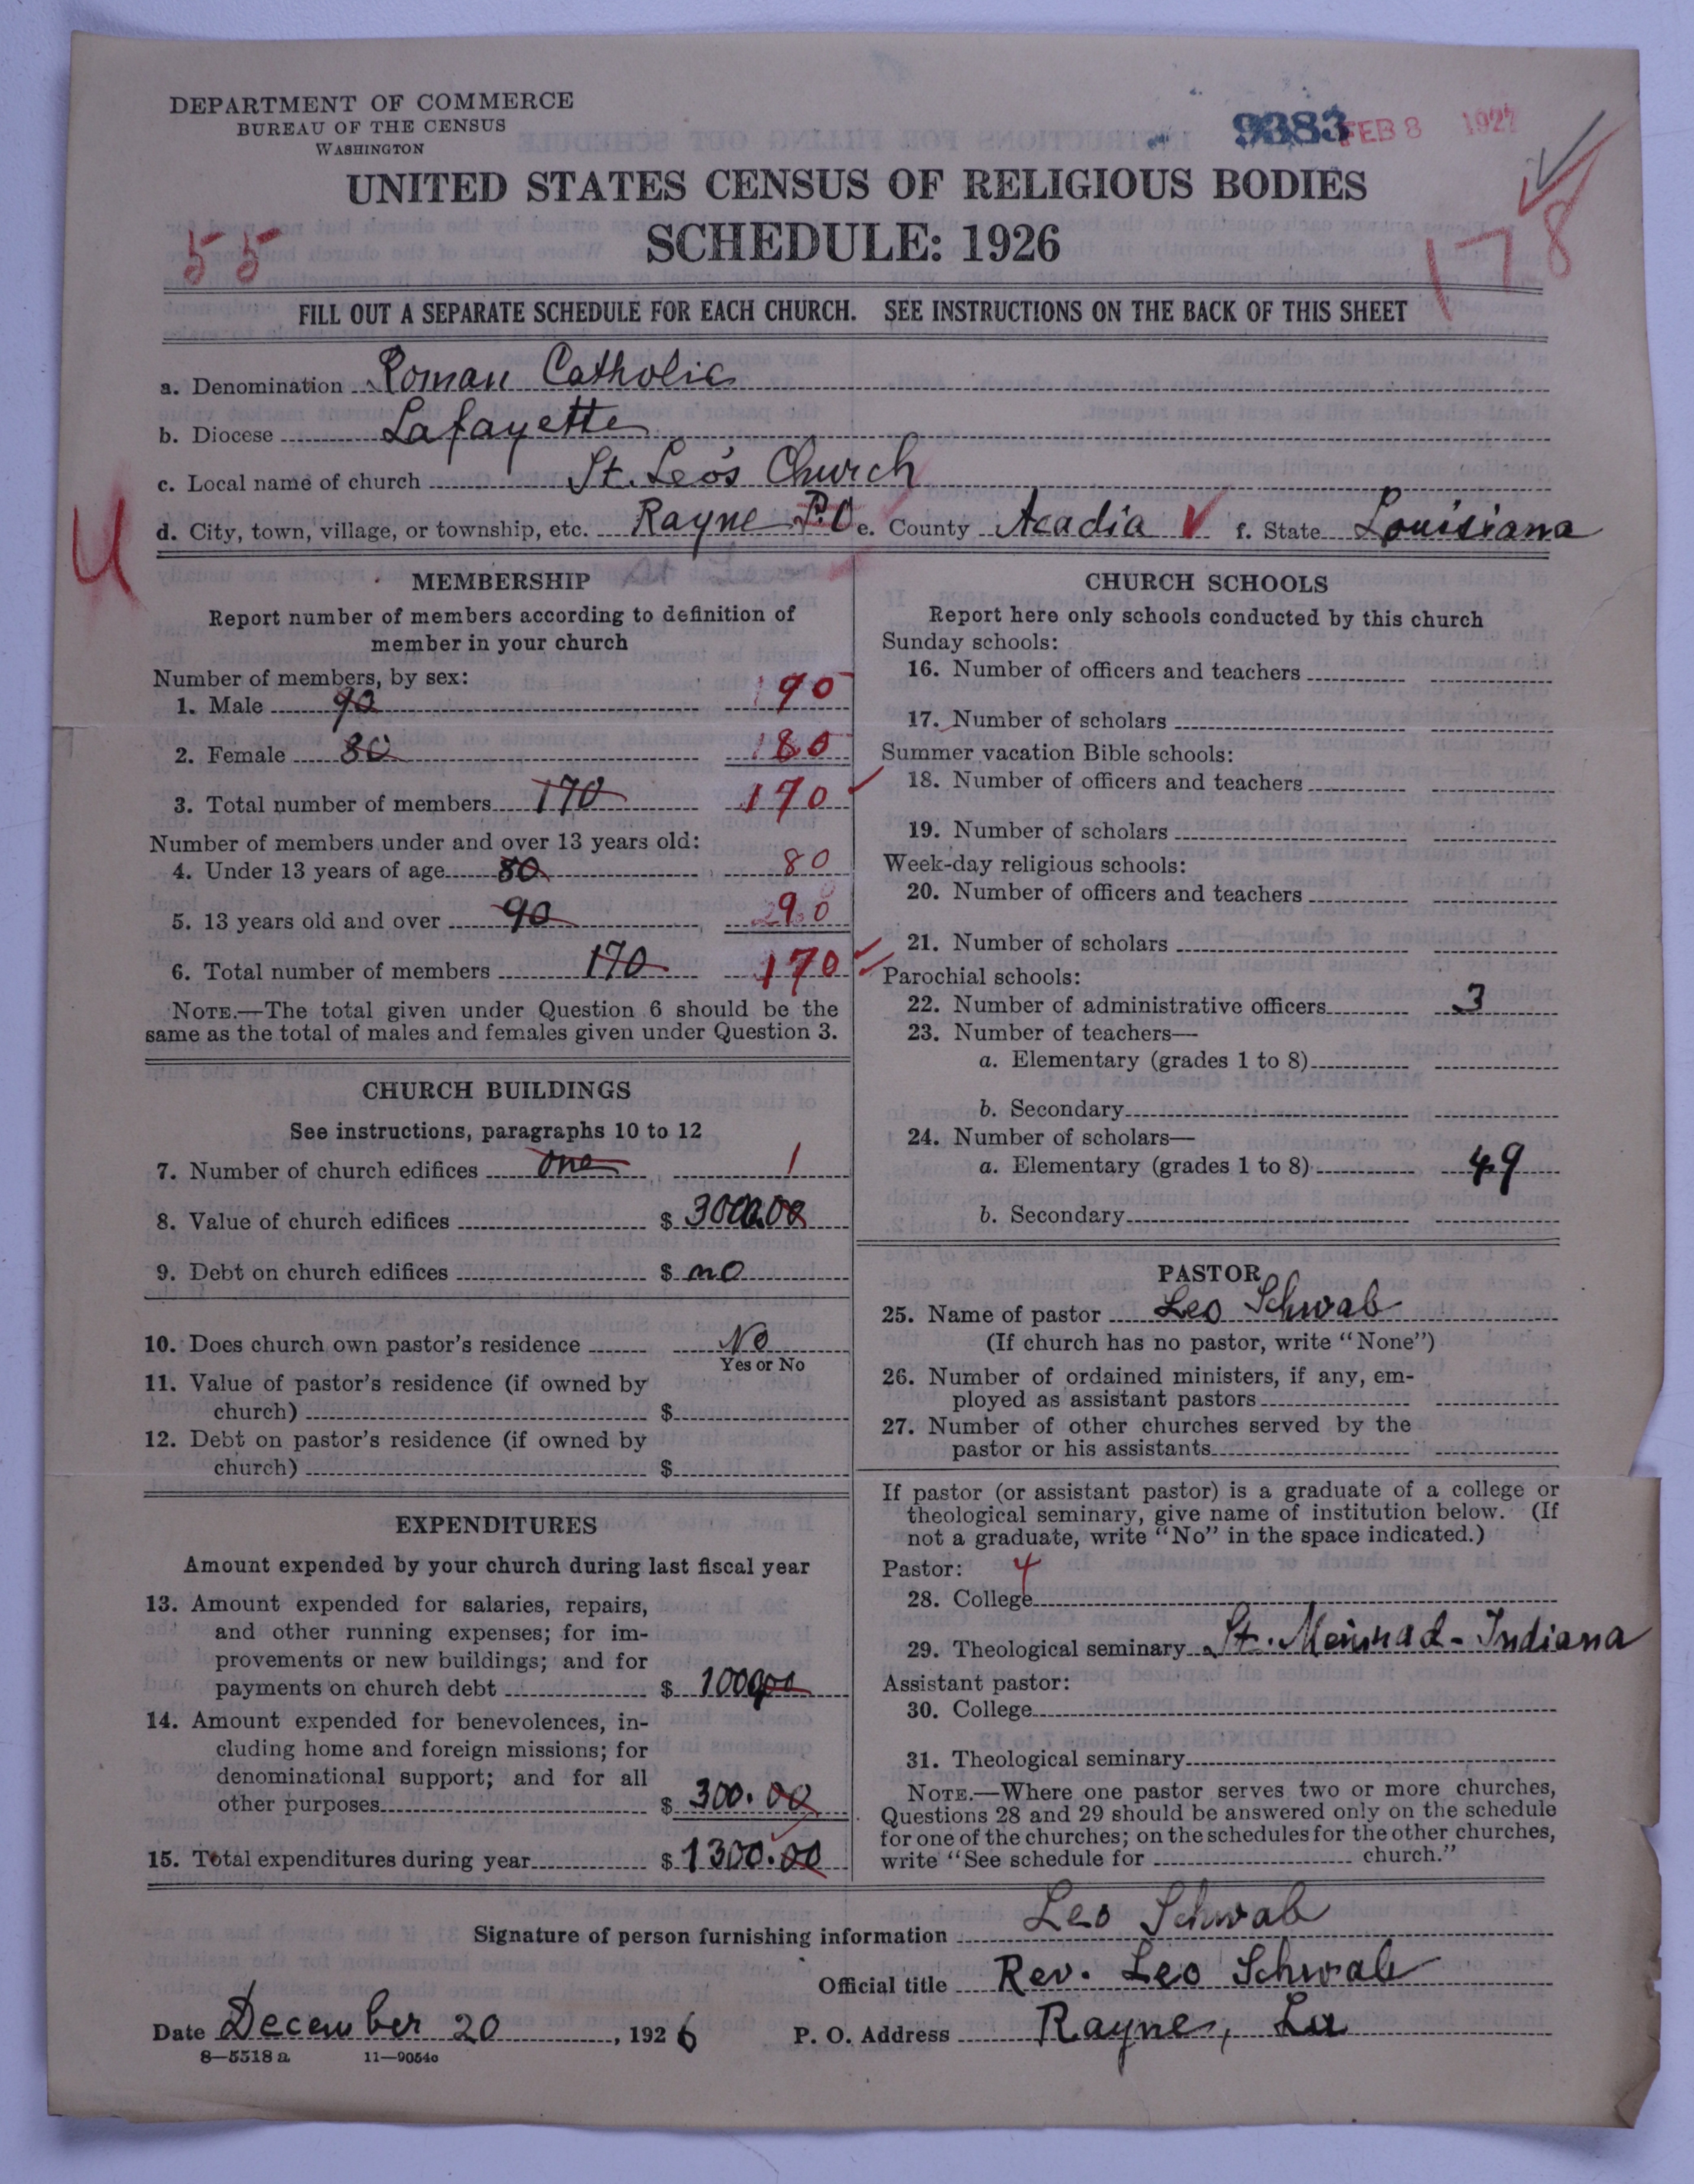 DEPARTMENT OF COMMERCE
BUREAU OF THE CENSUS
WASHINGTON
9383 FEB 8 1927
UNITED STATES CENSUS OF RELIGIOUS BODIES
SCHEDULE: 1926
55
178
FILL OUT A SEPARATE SCHEDULE FOR EACH CHURCH. SEE INSTRUCTIONS ON THE BACK OF THIS SHEET
a. Denomination Roman Catholic
b. Diocese Lafayette
c. Local name of church St. Leo's Church
d. City, town, village, or township, etc. Rayne P.O e. County Acadia f. State Louisiana
U
MEMBERSHIP
Report number of members according to definition of
member in your church
Number of members, by sex:
1. Male 90 90
2. Female 80 80
3. Total number of members 170 170
Number of members under and over 13 years old:
4. Under 13 years of age 80 80
5. 13 years old and over 90 90
6. Total number of members 170 170
NOTE.—The total given under Question 6 should be the
same as the total of males and females given under Question 3.
CHURCH BUILDINGS
See instructions, paragraphs 10 to 12
7. Number of church edifices one 1
8. Value of church edifices $ 3000.00
9. Debt on church edifices $ no
10. Does church own pastor's residence No
Yes or No
11. Value of pastor's residence (if owned by
church) $
12. Debt on pastor's residence (if owned by
church) $
EXPENDITURES
Amount expended by your church during last fiscal year
13. Amount expended for salaries, repairs,
and other running expenses; for im-
provements or new buildings; and for
payments on church debt $ 100000
14. Amount expended for benevolences, in-
cluding home and foreign missions; for
denominational support; and for all
other purposes $ 300.00
15. Total expenditures during year $ 1300.00
CHURCH SCHOOLS
Report here only schools conducted by this church
Sunday schools:
16. Number of officers and teachers
17. Number of scholars
Summer vacation Bible schools:
18. Number of officers and teachers
19. Number of scholars
Week-day religious schools:
20. Number of officers and teachers
21. Number of scholars
Parochial schools:
22. Number of administrative officers 3
23. Number of teachers—
a. Elementary (grades 1 to 8)
b. Secondary
24. Number of scholars—
a. Elementary (grades 1 to 8) 49
b. Secondary
PASTOR
25. Name of pastor Leo Schwab
(If church has no pastor, write "None")
26. Number of ordained ministers, if any, em-
ployed as assistant pastors
27. Number of other churches served by the
pastor or his assistants
If pastor (or assistant pastor) is a graduate of a college or
theological seminary, give name of institution below. (If
not a graduate, write "No" in the space indicated.)
Pastor: 4
28. College
29. Theological seminary St. Meinrad - Indiana
Assistant pastor:
30. College
31. Theological seminary
NOTE.—Where one pastor serves two or more churches,
Questions 28 and 29 should be answered only on the schedule
for one of the churches; on the schedules for the other churches,
write "See schedule for church."
Signature of person furnishing information Leo Schwab
Official title Rev. Leo Schwab
Date December 20, 1926 P. O. Address Rayne, La
8—5518 a 11—9054o